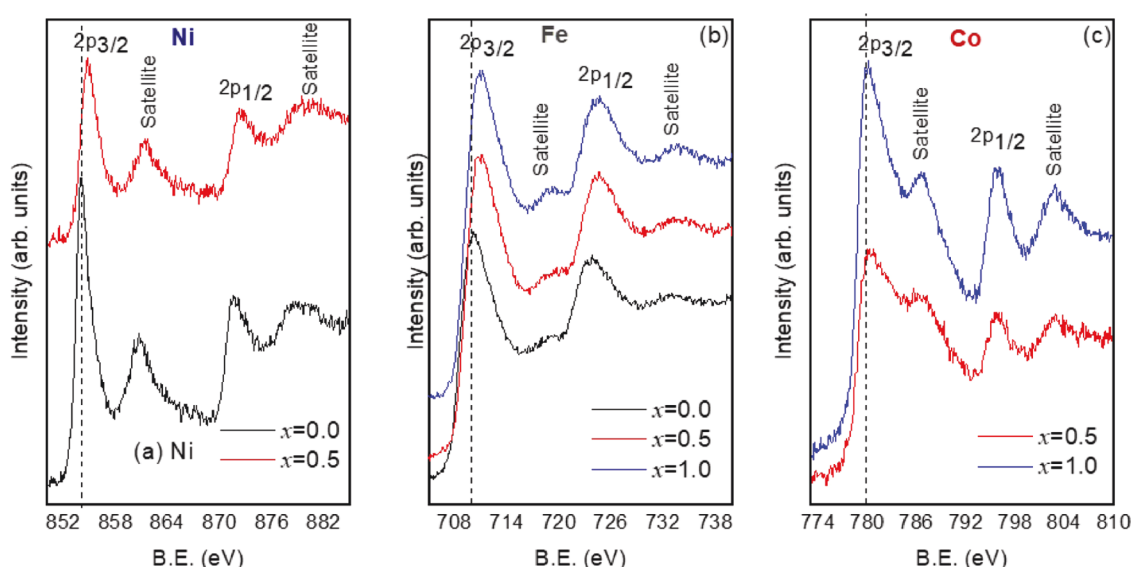 Ni
2p3/2
Satellite
2p1/2
Satellite
Intensity (arb. units)
x=0.0
x=0.5
(a) Ni
852 858 864 870 876 882
B.E. (eV)
Fe
(b)
2p3/2
Satellite
2p1/2
Satellite
Intensity (arb. units)
x=0.0
x=0.5
x=1.0
708 714 720 726 732 738
B.E. (eV)
Co
(c)
2p3/2
Satellite
2p1/2
Satellite
Intensity (arb. units)
x=0.5
x=1.0
774 780 786 792 798 804 810
B.E. (eV)